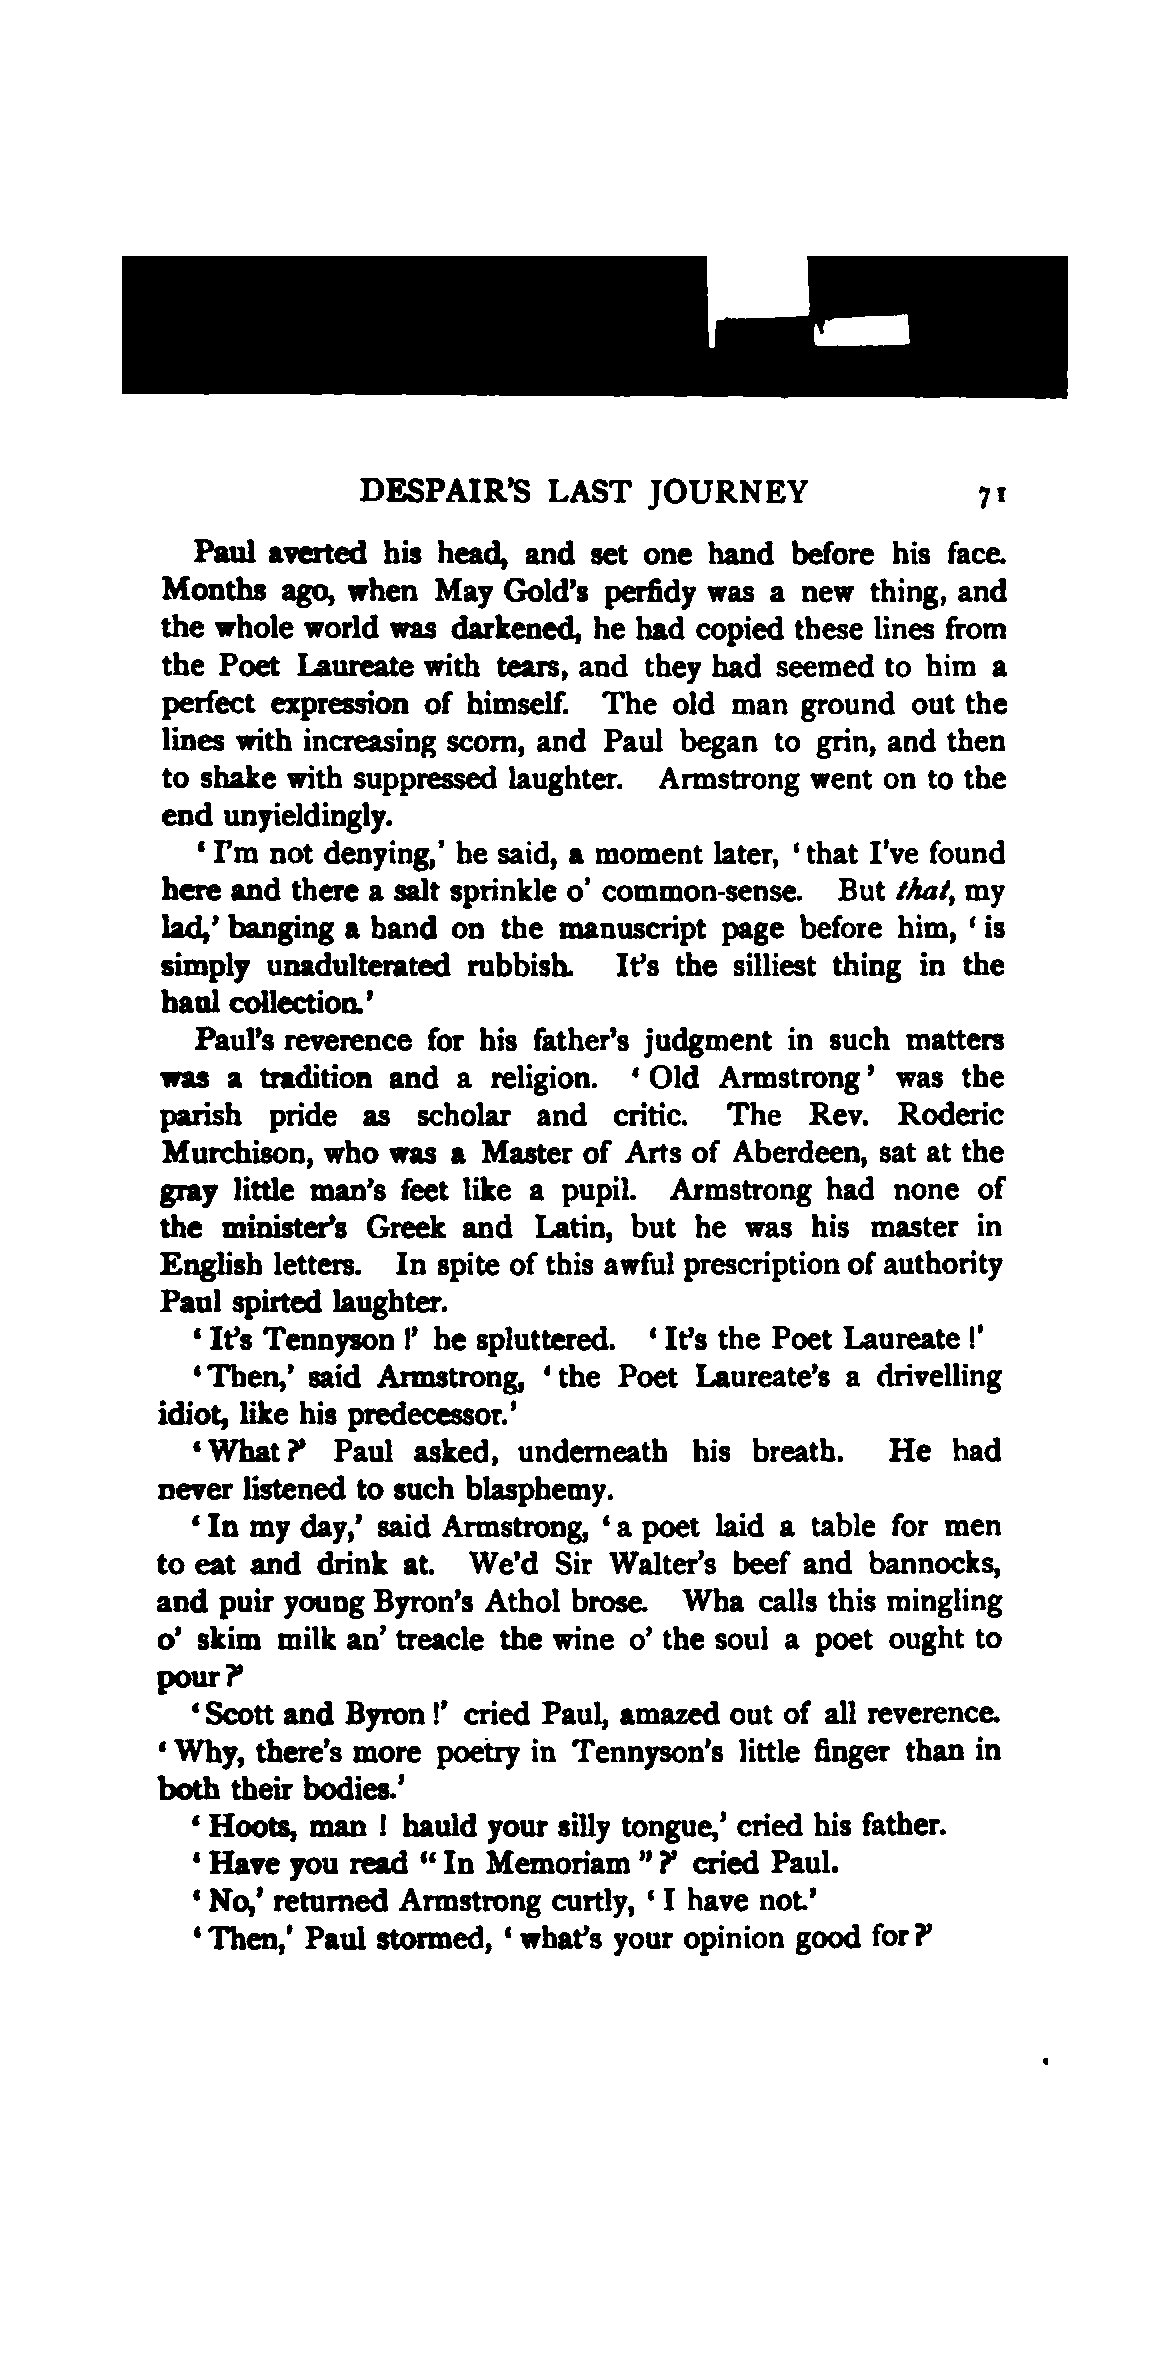 DESPAIR'S LAST JOURNEY 71
Paul averted his head, and set one hand before his face.
Months ago, when May Gold's perfidy was a new thing, and
the whole world was darkened, he had copied these lines from
the Poet Laureate with tears, and they had seemed to him a
perfect expression of himself. The old man ground out the
lines with increasing scorn, and Paul began to grin, and then
to shake with suppressed laughter. Armstrong went on to the
end unyieldingly.
‘I'm not denying,’ he said, a moment later, ‘that I've found
here and there a salt sprinkle o’ common-sense. But that, my
lad,’ banging a hand on the manuscript page before him, ‘is
simply unadulterated rubbish. It's the silliest thing in the
haul collection.’
Paul's reverence for his father's judgment in such matters
was a tradition and a religion. ‘Old Armstrong’ was the
parish pride as scholar and critic. The Rev. Roderic
Murchison, who was a Master of Arts of Aberdeen, sat at the
gray little man's feet like a pupil. Armstrong had none of
the minister's Greek and Latin, but he was his master in
English letters. In spite of this awful prescription of authority
Paul spirted laughter.
‘It's Tennyson!’ he spluttered. ‘It's the Poet Laureate!’
‘Then,’ said Armstrong, ‘the Poet Laureate's a drivelling
idiot, like his predecessor.’
‘What?’ Paul asked, underneath his breath. He had
never listened to such blasphemy.
‘In my day,’ said Armstrong, ‘a poet laid a table for men
to eat and drink at. We'd Sir Walter's beef and bannocks,
and puir young Byron's Athol brose. Wha calls this mingling
o’ skim milk an’ treacle the wine o’ the soul a poet ought to
pour?’
‘Scott and Byron!’ cried Paul, amazed out of all reverence.
‘Why, there's more poetry in Tennyson's little finger than in
both their bodies.’
‘Hoots, man! hauld your silly tongue,’ cried his father.
‘Have you read “In Memoriam”?’ cried Paul.
‘No,’ returned Armstrong curtly, ‘I have not.’
‘Then,’ Paul stormed, ‘what's your opinion good for?’